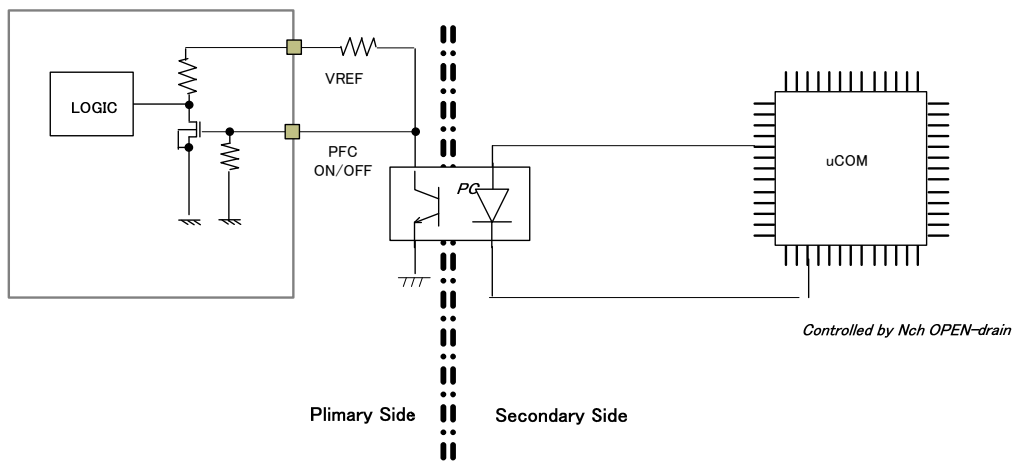 VREF
LOGIC
PFC
ON/OFF
PC
uCOM
Controlled by Nch OPEN-drain
Plimary Side
Secondary Side